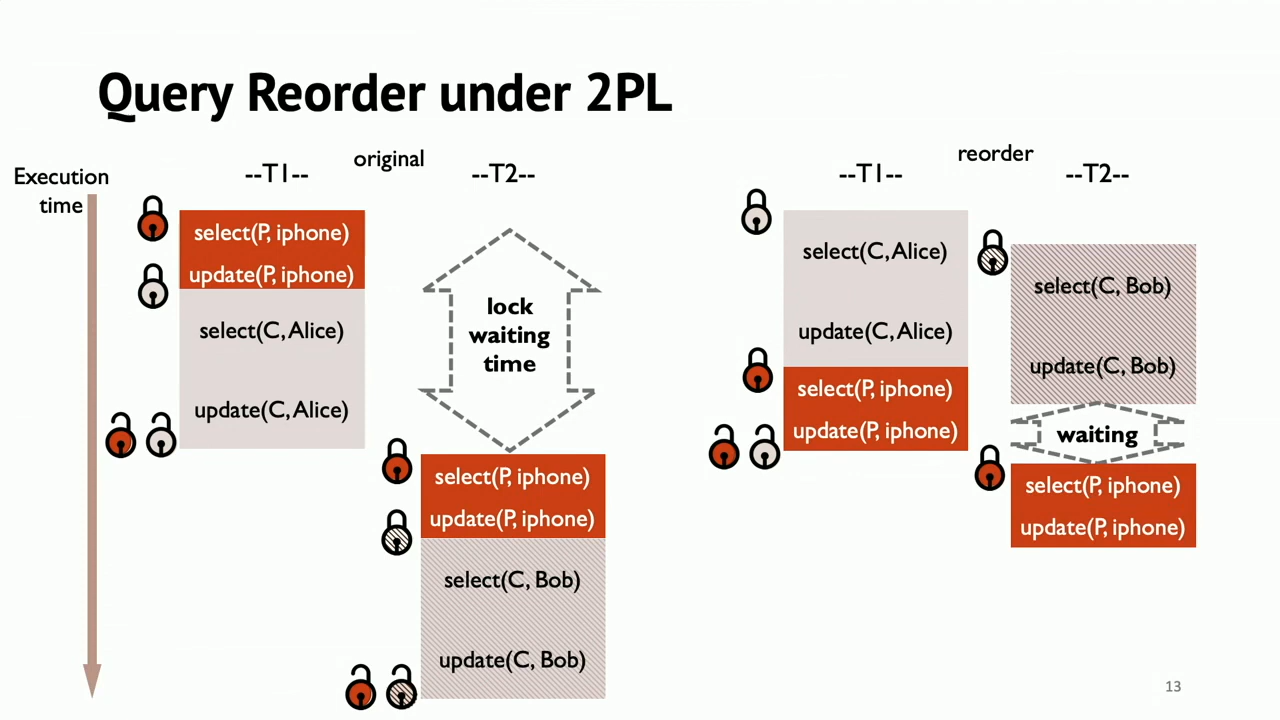 Query Reorder under 2PL
Execution
time
original
--T1--
--T2--
select(P, iphone)
update(P, iphone)
select(C, Alice)
update(C, Alice)
lock
waiting
time
select(P, iphone)
update(P, iphone)
select(C, Bob)
update(C, Bob)
reorder
--T1--
--T2--
select(C, Alice)
update(C, Alice)
select(P, iphone)
update(P, iphone)
select(C, Bob)
update(C, Bob)
waiting
select(P, iphone)
update(P, iphone)
13